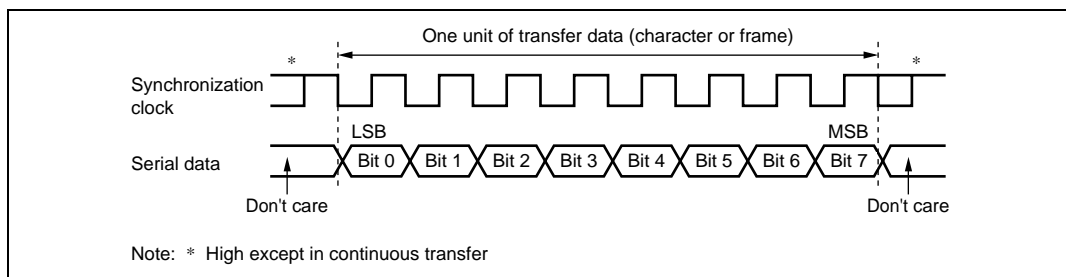 One unit of transfer data (character or frame)
* *
Synchronization
clock
LSB MSB
Serial data Bit 0 Bit 1 Bit 2 Bit 3 Bit 4 Bit 5 Bit 6 Bit 7
Don't care Don't care
Note: * High except in continuous transfer